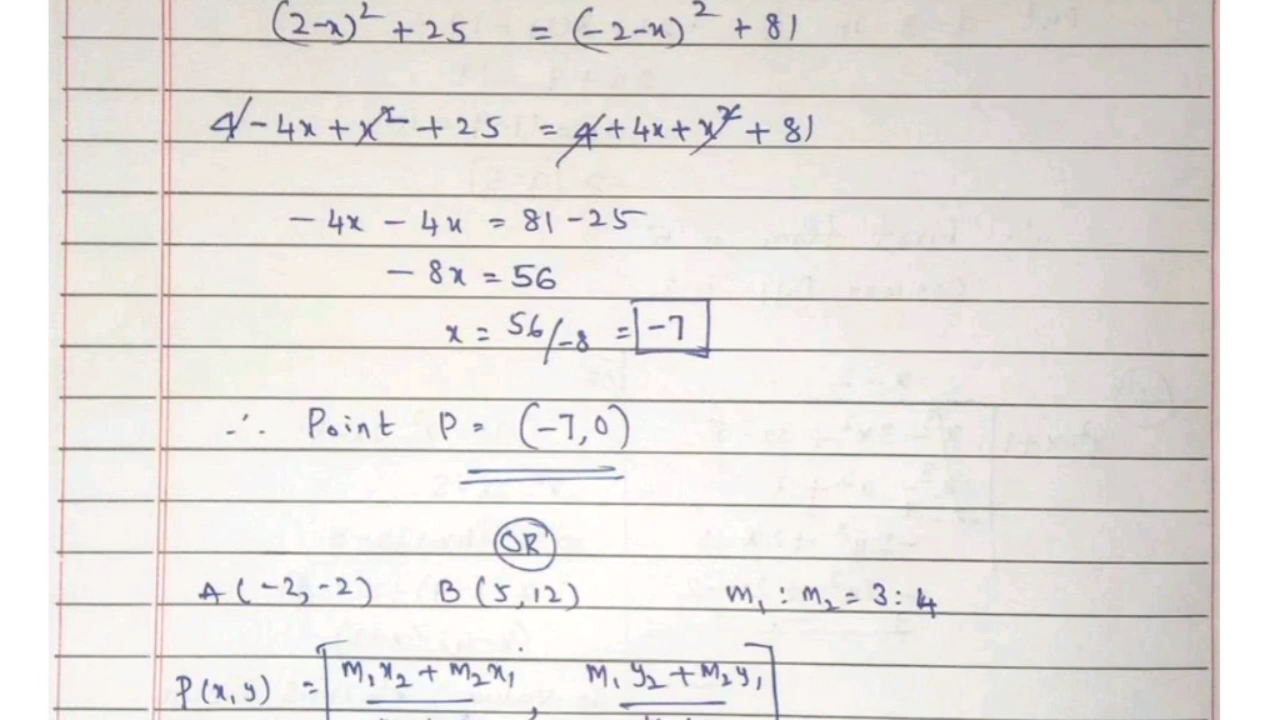 (2-x)² + 25 = (-2-x)² + 81
4 - 4x + x² + 25 = 4 + 4x + x² + 81
- 4x - 4x = 81 - 25
- 8x = 56
x = 56/-8 = -7
∴ Point P = (-7,0)
OR
A (-2,-2) B (5,12) m₁ : m₂ = 3 : 4
P(x,y) = [ m₁x₂ + m₂x₁ , m₁y₂ + m₂y₁ ]